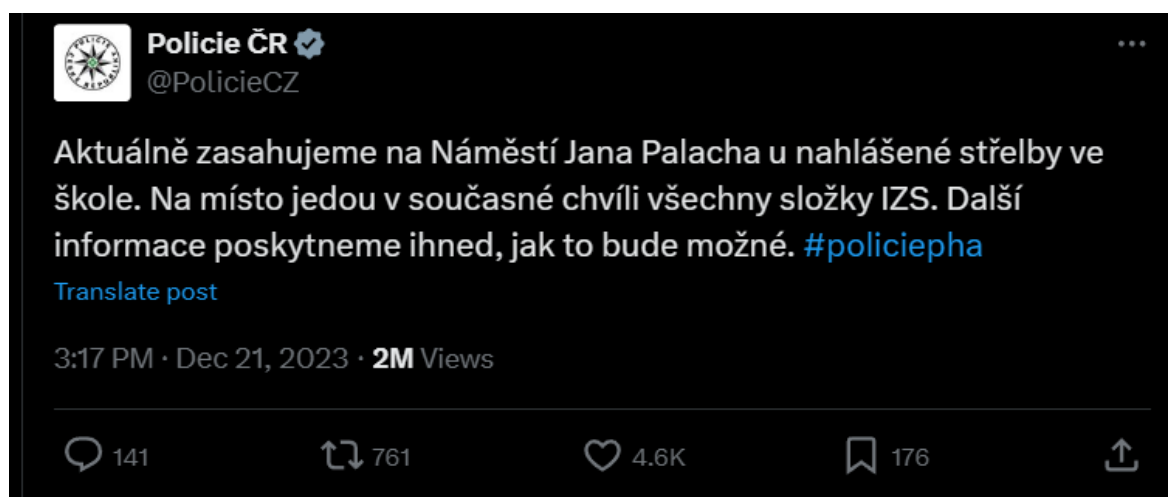 Policie ČR
@PolicieCZ
Aktuálně zasahujeme na Náměstí Jana Palacha u nahlášené střelby ve
škole. Na místo jedou v současné chvíli všechny složky IZS. Další
informace poskytneme ihned, jak to bude možné. #policiepha
Translate post
3:17 PM · Dec 21, 2023 · 2M Views
141 761 4.6K 176